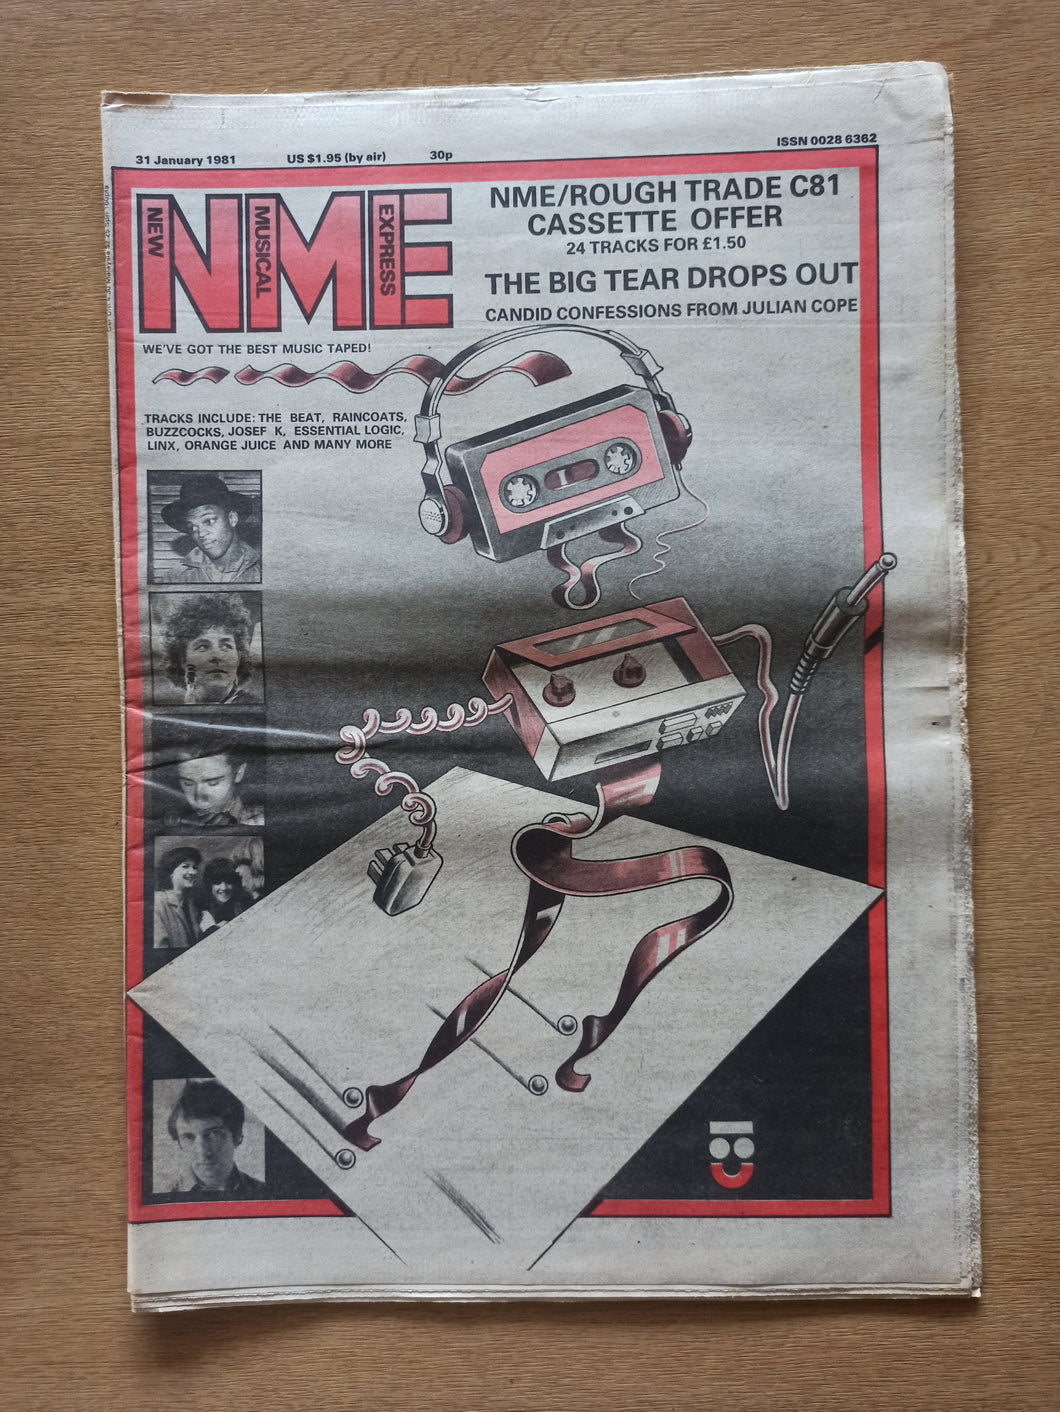 31 January 1981 US $1.95 (by air) 30p
ISSN 0028 6362
NEW MUSICAL EXPRESS
NME
NME/ROUGH TRADE C81
CASSETTE OFFER
24 TRACKS FOR £1.50
THE BIG TEAR DROPS OUT
CANDID CONFESSIONS FROM JULIAN COPE
WE'VE GOT THE BEST MUSIC TAPED!
TRACKS INCLUDE: THE BEAT, RAINCOATS,
BUZZCOCKS, JOSEF K, ESSENTIAL LOGIC,
LINX, ORANGE JUICE AND MANY MORE